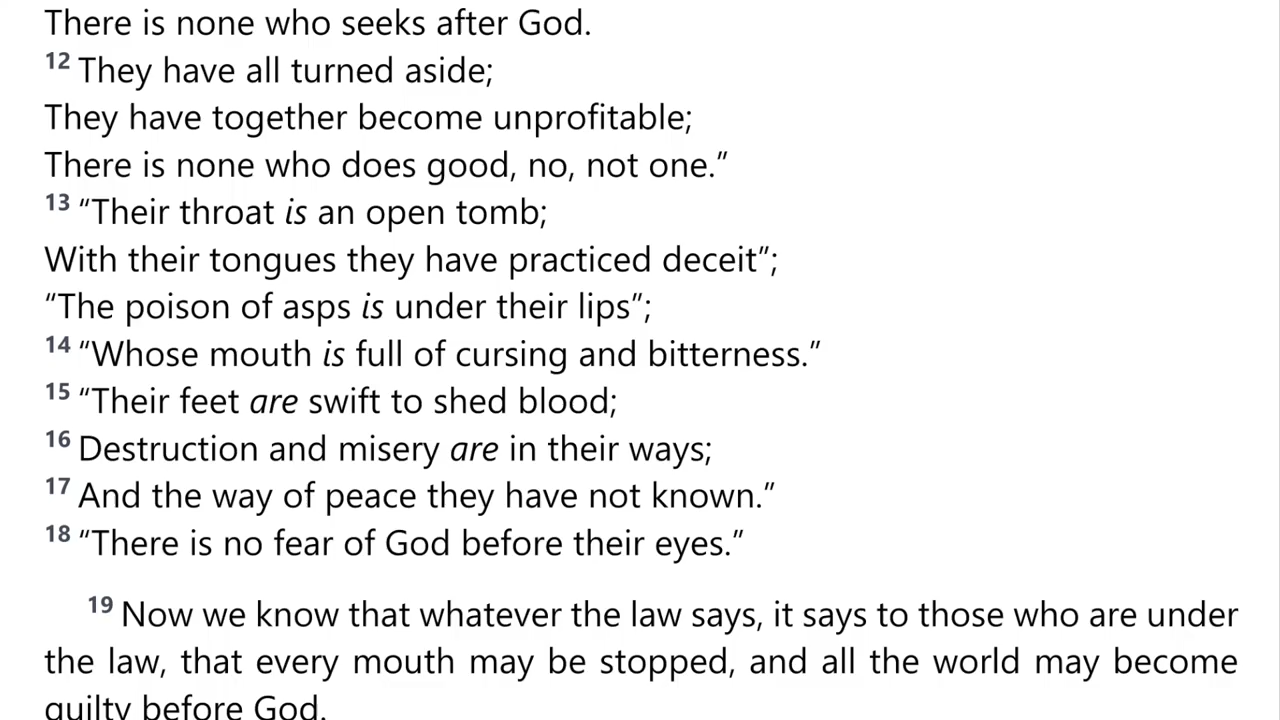 There is none who seeks after God.
12 They have all turned aside;
They have together become unprofitable;
There is none who does good, no, not one.”
13 “Their throat is an open tomb;
With their tongues they have practiced deceit”;
“The poison of asps is under their lips”;
14 “Whose mouth is full of cursing and bitterness.”
15 “Their feet are swift to shed blood;
16 Destruction and misery are in their ways;
17 And the way of peace they have not known.”
18 “There is no fear of God before their eyes.”
19 Now we know that whatever the law says, it says to those who are under
the law, that every mouth may be stopped, and all the world may become
guilty before God.